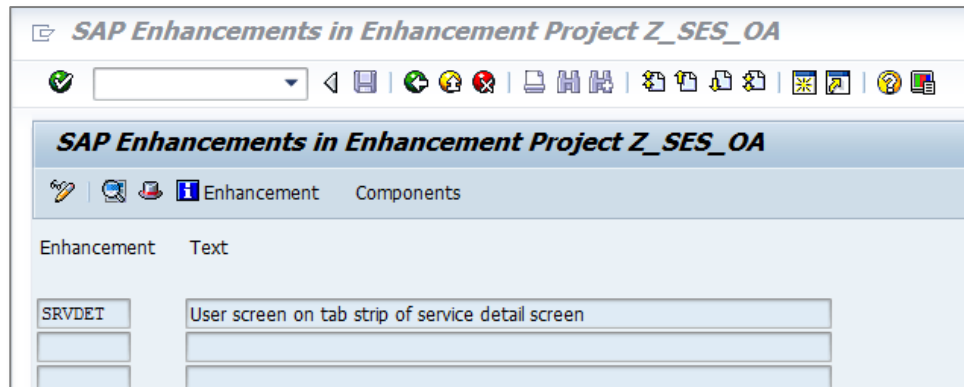 SAP Enhancements in Enhancement Project Z_SES_OA
SAP Enhancements in Enhancement Project Z_SES_OA
Enhancement Components
Enhancement Text
SRVDET User screen on tab strip of service detail screen